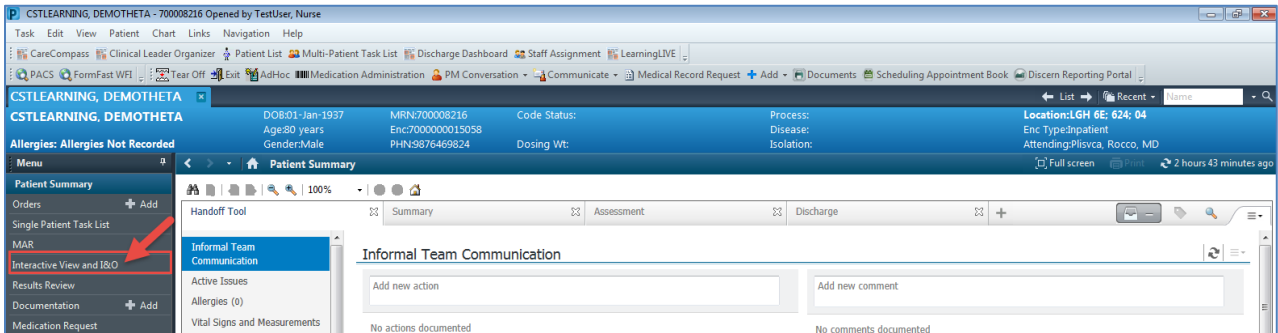 CSTLEARNING, DEMOTHETA - 700008216 Opened by TestUser, Nurse
Task Edit View Patient Chart Links Navigation Help
CareCompass Clinical Leader Organizer Patient List Multi-Patient Task List Discharge Dashboard Staff Assignment LearningLIVE
PACS FormFast WFI Tear Off Exit AdHoc Medication Administration PM Conversation Communicate Medical Record Request Add Documents Scheduling Appointment Book Discern Reporting Portal
CSTLEARNING, DEMOTHETA List Recent Name
CSTLEARNING, DEMOTHETA DOB:01-Jan-1937 MRN:700008216 Code Status: Process: Location:LGH 6E; 624; 04
Age:80 years Enc:7000000015058 Disease: Enc Type:Inpatient
Allergies: Allergies Not Recorded Gender:Male PHN:9876469824 Dosing Wt: Isolation: Attending:Plisvca, Rocco, MD
Menu Patient Summary Full screen Print 2 hours 43 minutes ago
Patient Summary
100%
Orders Add
Handoff Tool Summary Assessment Discharge
Single Patient Task List
MAR
Informal Team Communication
Informal Team
Communication
Interactive View and I&O
Results Review
Active Issues
Add new action Add new comment
Documentation Add
Allergies (0)
Medication Request
Vital Signs and Measurements
No actions documented No comments documented